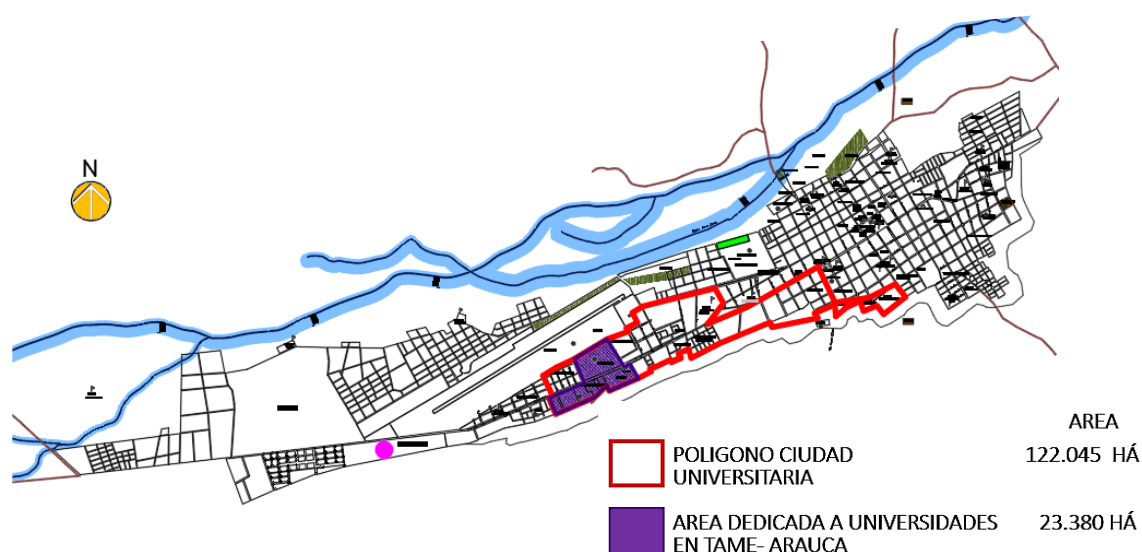 N
AREA
POLIGONO CIUDAD UNIVERSITARIA 122.045 HÁ
AREA DEDICADA A UNIVERSIDADES EN TAME- ARAUCA 23.380 HÁ